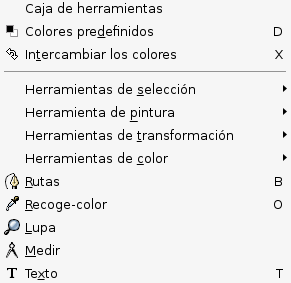 Caja de herramientas
Colores predefinidos D
Intercambiar los colores X
Herramientas de selección
Herramienta de pintura
Herramientas de transformación
Herramientas de color
Rutas B
Recoge-color O
Lupa
Medir
Texto T